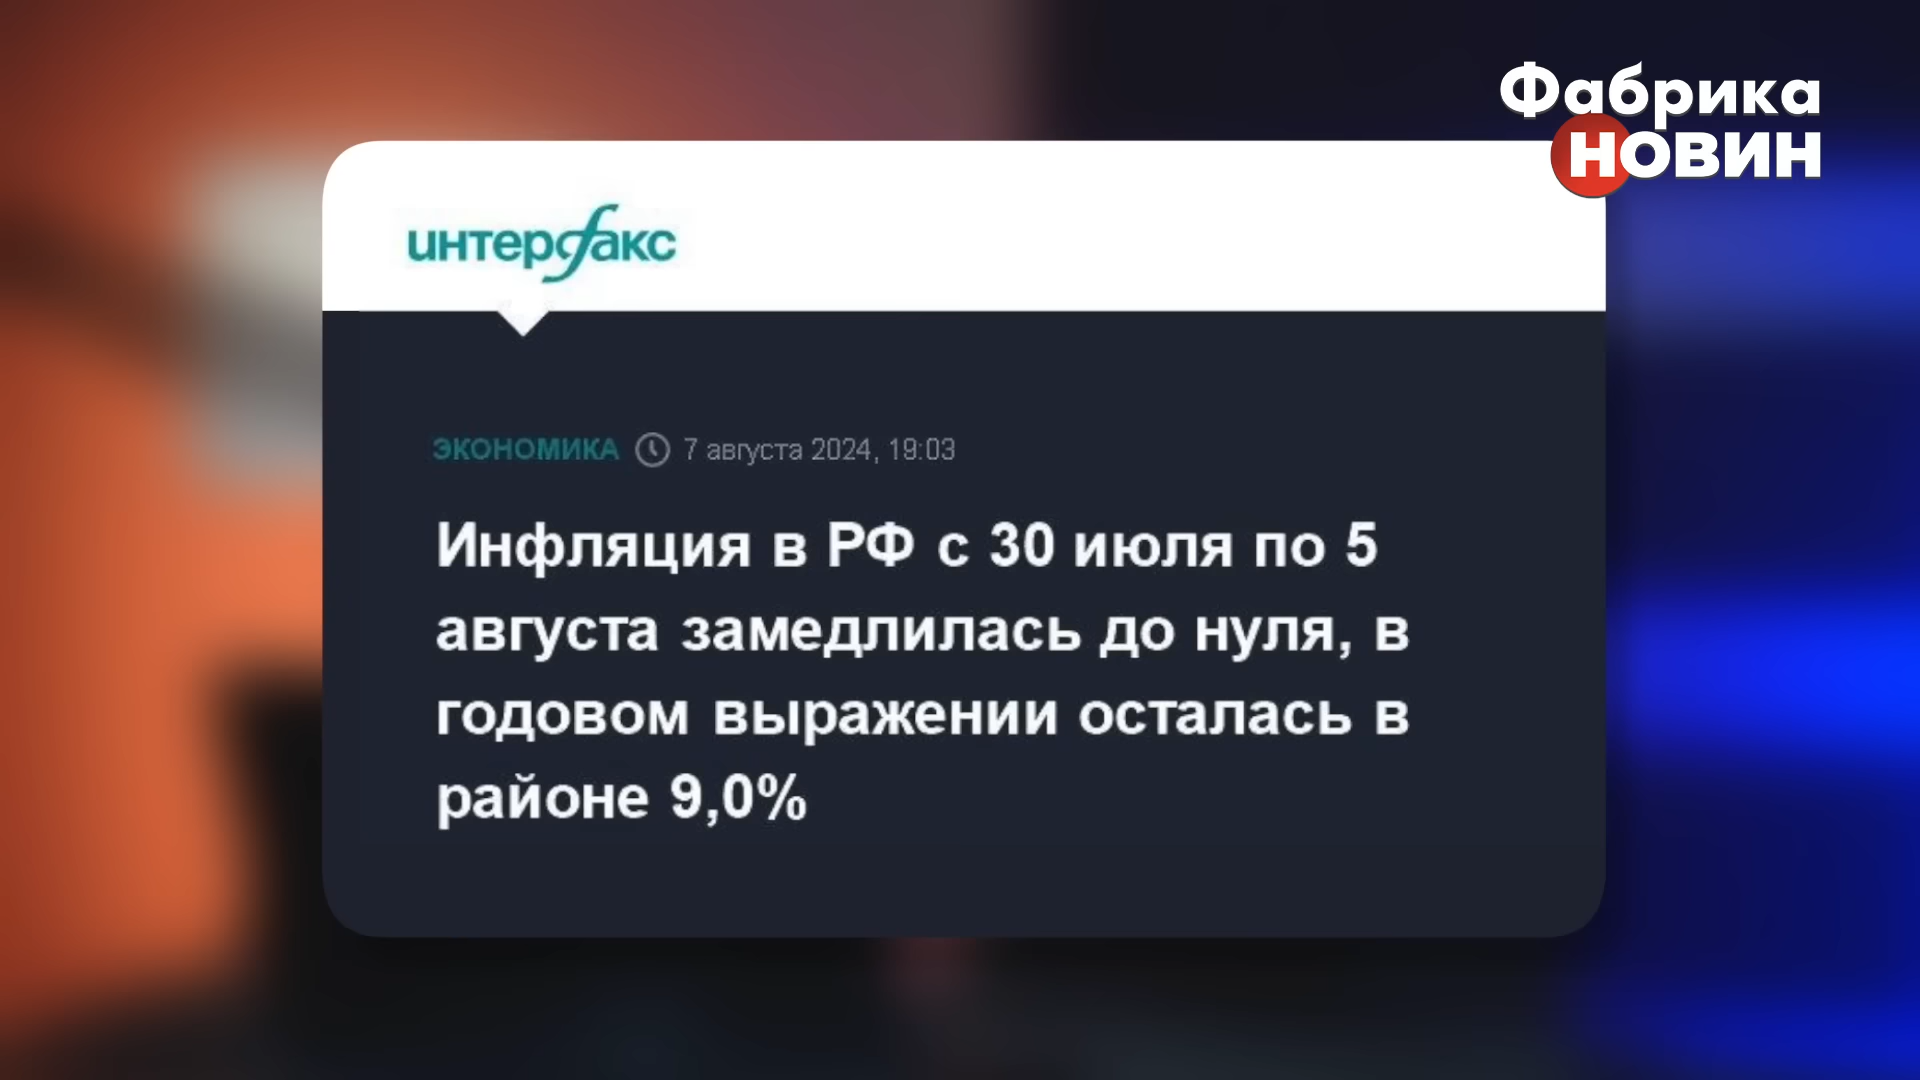 Фабрика
новин
интерфакс
ЭКОНОМИКА 7 августа 2024, 19:03
Инфляция в РФ с 30 июля по 5
августа замедлилась до нуля, в
годовом выражении осталась в
районе 9,0%